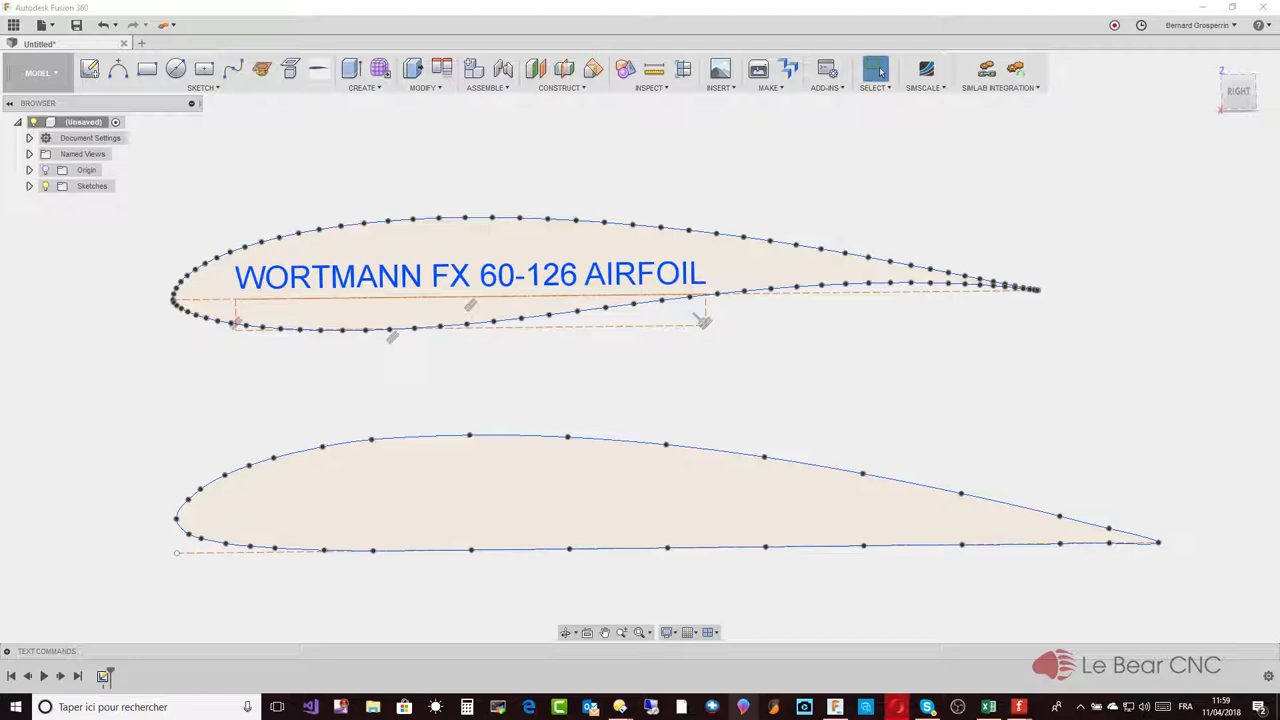 Autodesk Fusion 360
Bernard Grosperrin
Untitled*
MODEL
SKETCH
CREATE
MODIFY
ASSEMBLE
CONSTRUCT
INSPECT
INSERT
MAKE
ADD-INS
SELECT
SIMSCALE
SIMLAB INTEGRATION
Z
RIGHT
X
BROWSER
(Unsaved)
Document Settings
Named Views
Origin
Sketches
WORTMANN FX 60-126 AIRFOIL
TEXT COMMANDS
Le Bear CNC
Taper ici pour rechercher
11:59
11/04/2018